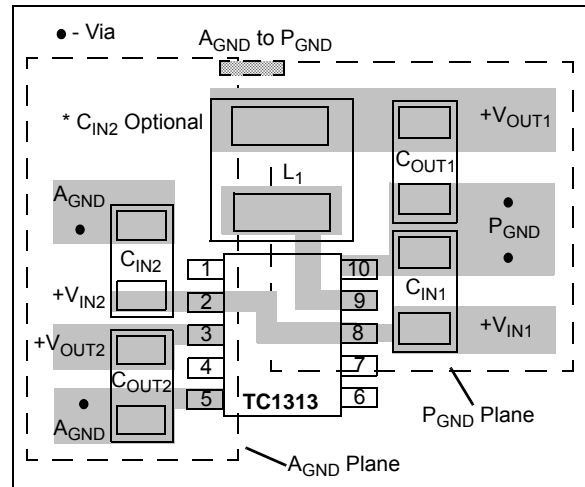 ● - Via
AGND to PGND
* CIN2 Optional
+VOUT1
COUT1
L1
AGND
PGND
CIN2
1
10
CIN1
+VIN2
2
9
+VOUT2
3
8
+VIN1
COUT2
4
7
AGND
5
TC1313
6
PGND Plane
AGND Plane